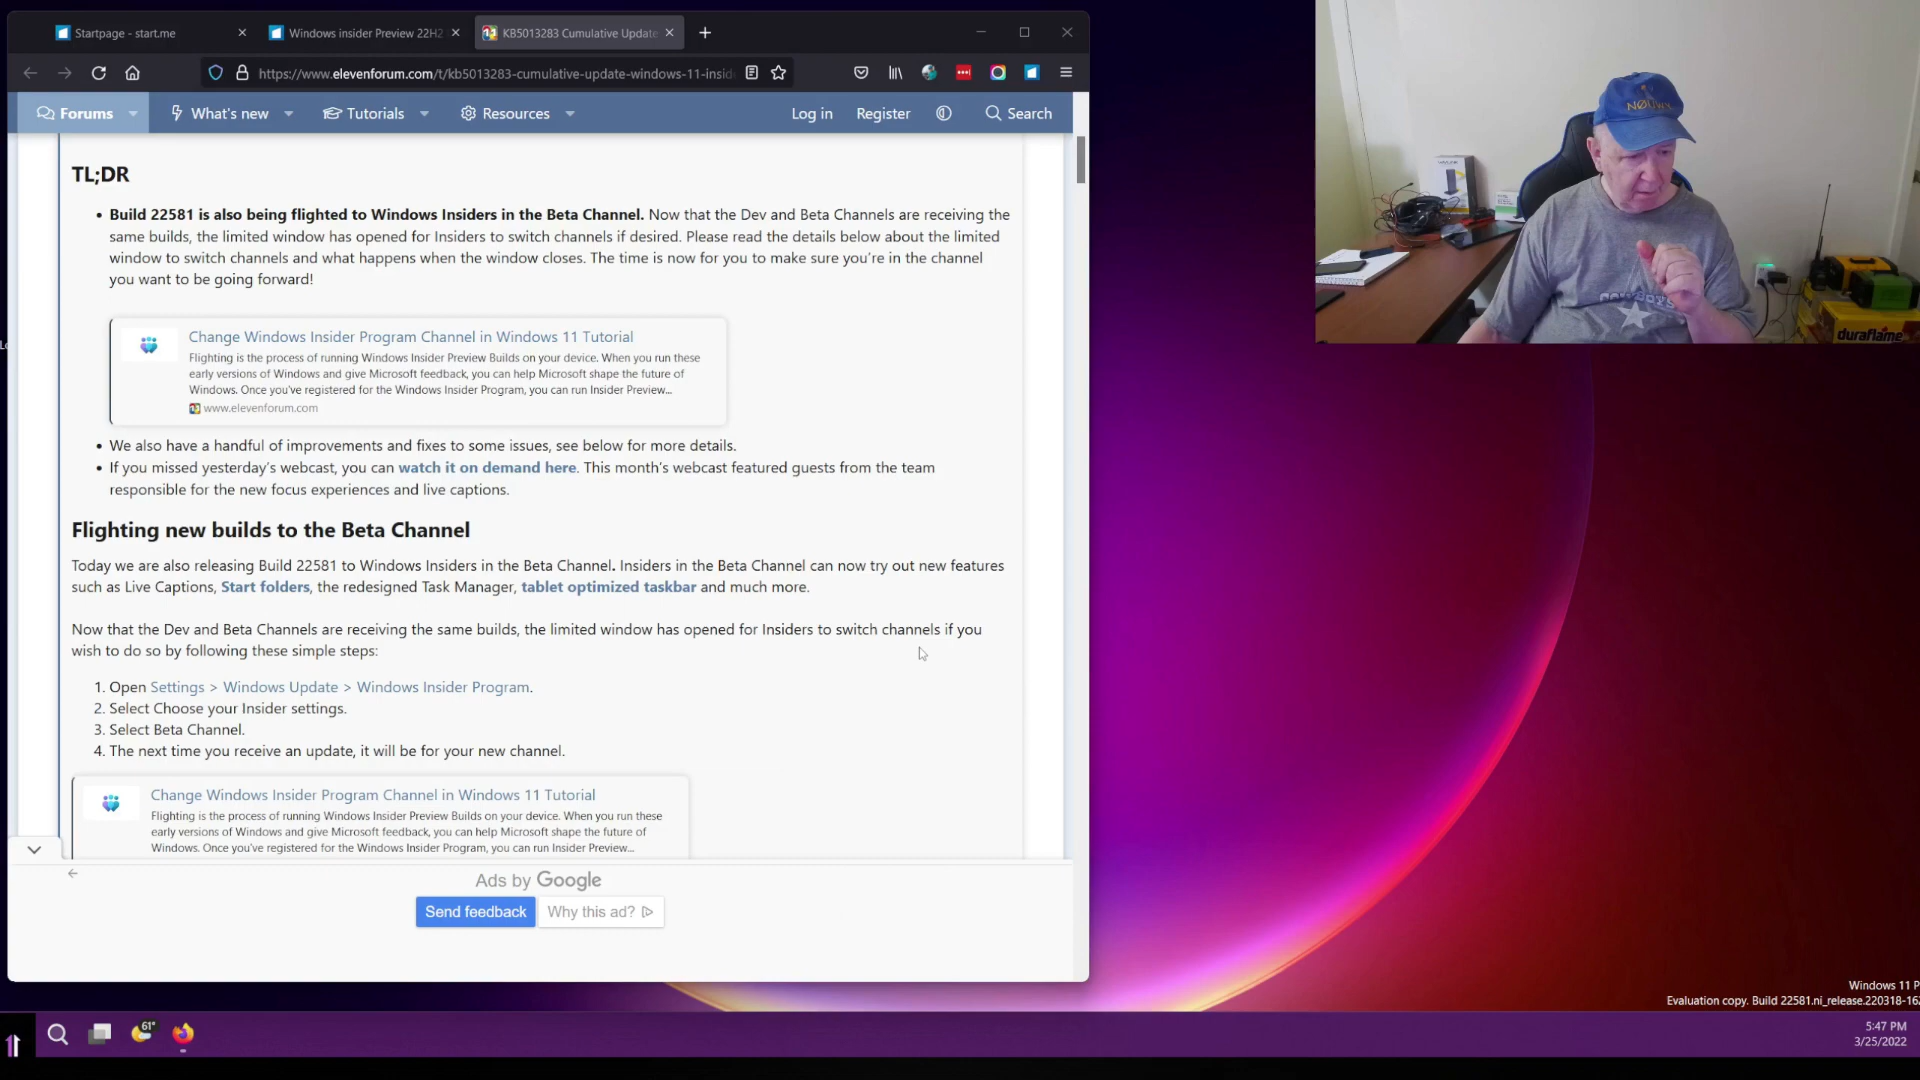 Startpage - start.me
Windows insider Preview 22H2
KB5013283 Cumulative Update
https://www.elevenforum.com/t/kb5013283-cumulative-update-windows-11-insid
Forums
What's new
Tutorials
Resources
Log in
Register
Search
TL;DR
• Build 22581 is also being flighted to Windows Insiders in the Beta Channel. Now that the Dev and Beta Channels are receiving the
same builds, the limited window has opened for Insiders to switch channels if desired. Please read the details below about the limited
window to switch channels and what happens when the window closes. The time is now for you to make sure you're in the channel
you want to be going forward!
Change Windows Insider Program Channel in Windows 11 Tutorial
Flighting is the process of running Windows Insider Preview Builds on your device. When you run these
early versions of Windows and give Microsoft feedback, you can help Microsoft shape the future of
Windows. Once you've registered for the Windows Insider Program, you can run Insider Preview...
www.elevenforum.com
• We also have a handful of improvements and fixes to some issues, see below for more details.
• If you missed yesterday's webcast, you can watch it on demand here. This month's webcast featured guests from the team
responsible for the new focus experiences and live captions.
Flighting new builds to the Beta Channel
Today we are also releasing Build 22581 to Windows Insiders in the Beta Channel. Insiders in the Beta Channel can now try out new features
such as Live Captions, Start folders, the redesigned Task Manager, tablet optimized taskbar and much more.
Now that the Dev and Beta Channels are receiving the same builds, the limited window has opened for Insiders to switch channels if you
wish to do so by following these simple steps:
1. Open Settings > Windows Update > Windows Insider Program.
2. Select Choose your Insider settings.
3. Select Beta Channel.
4. The next time you receive an update, it will be for your new channel.
Change Windows Insider Program Channel in Windows 11 Tutorial
Flighting is the process of running Windows Insider Preview Builds on your device. When you run these
early versions of Windows and give Microsoft feedback, you can help Microsoft shape the future of
Windows. Once you've registered for the Windows Insider Program, you can run Insider Preview...
Ads by Google
Send feedback
Why this ad?
COWBOYS
duraflame
Windows 11 P
Evaluation copy. Build 22581.ni_release.220318-16
61°
5:47 PM
3/25/2022